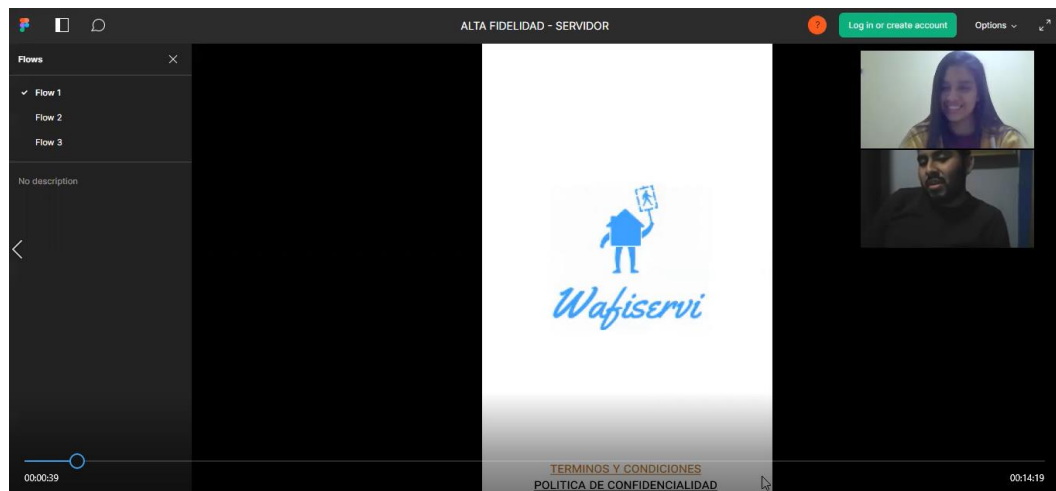 ALTA FIDELIDAD - SERVIDOR
?
Log in or create account
Options
Flows
Flow 1
Flow 2
Flow 3
No description
Wafiservi
TERMINOS Y CONDICIONES
POLITICA DE CONFIDENCIALIDAD
00:00:39
00:14:19